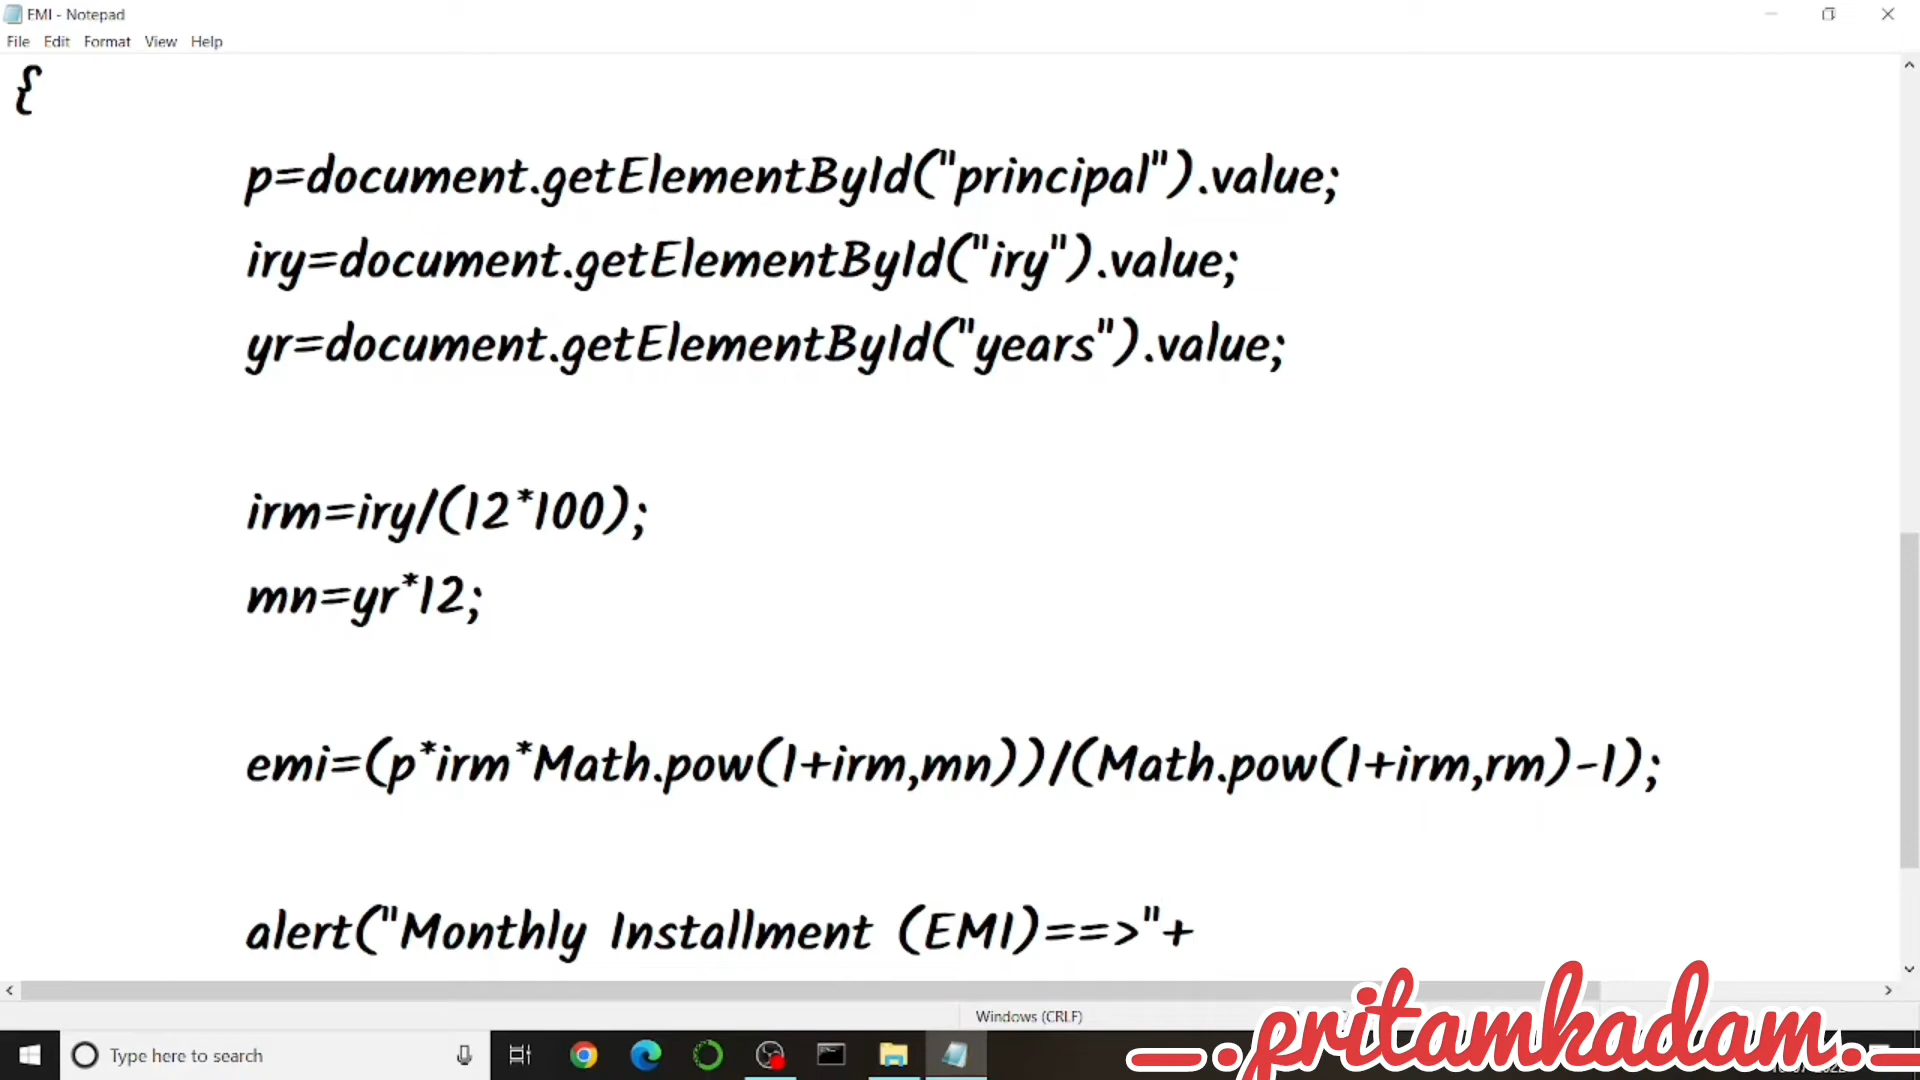 EMI - Notepad
File Edit Format View Help
{
p=document.getElementById("principal").value;
iry=document.getElementById("iry").value;
yr=document.getElementById("years").value;
irm=iry/(12*100);
mn=yr*12;
emi=(p*irm*Math.pow(1+irm,mn))/(Math.pow(1+irm,rm)-1);
alert("Monthly Installment (EMI)==>"+
Windows (CRLF)
Type here to search
_.pritamkadam._